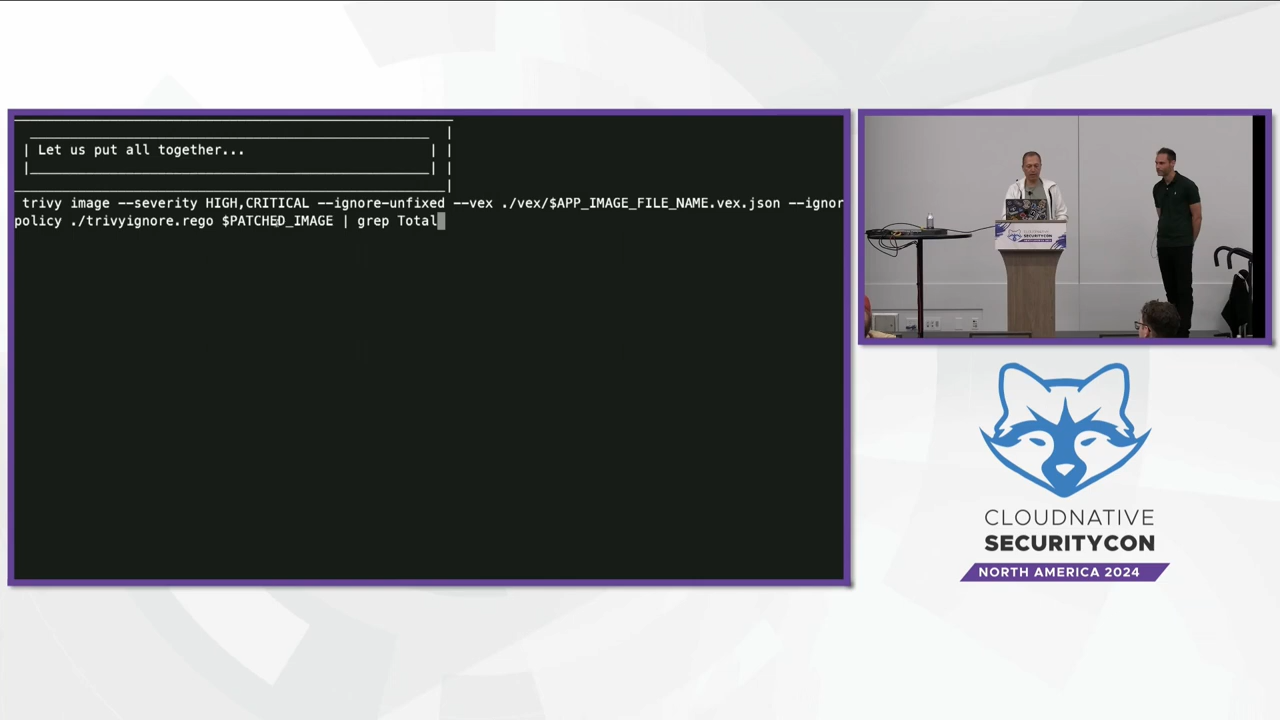 | Let us put all together...
trivy image --severity HIGH,CRITICAL --ignore-unfixed --vex ./vex/$APP_IMAGE_FILE_NAME.vex.json --ignor
policy ./trivyignore.rego $PATCHED_IMAGE | grep Total
CLOUDNATIVE
SECURITYCON
NORTH AMERICA 2024